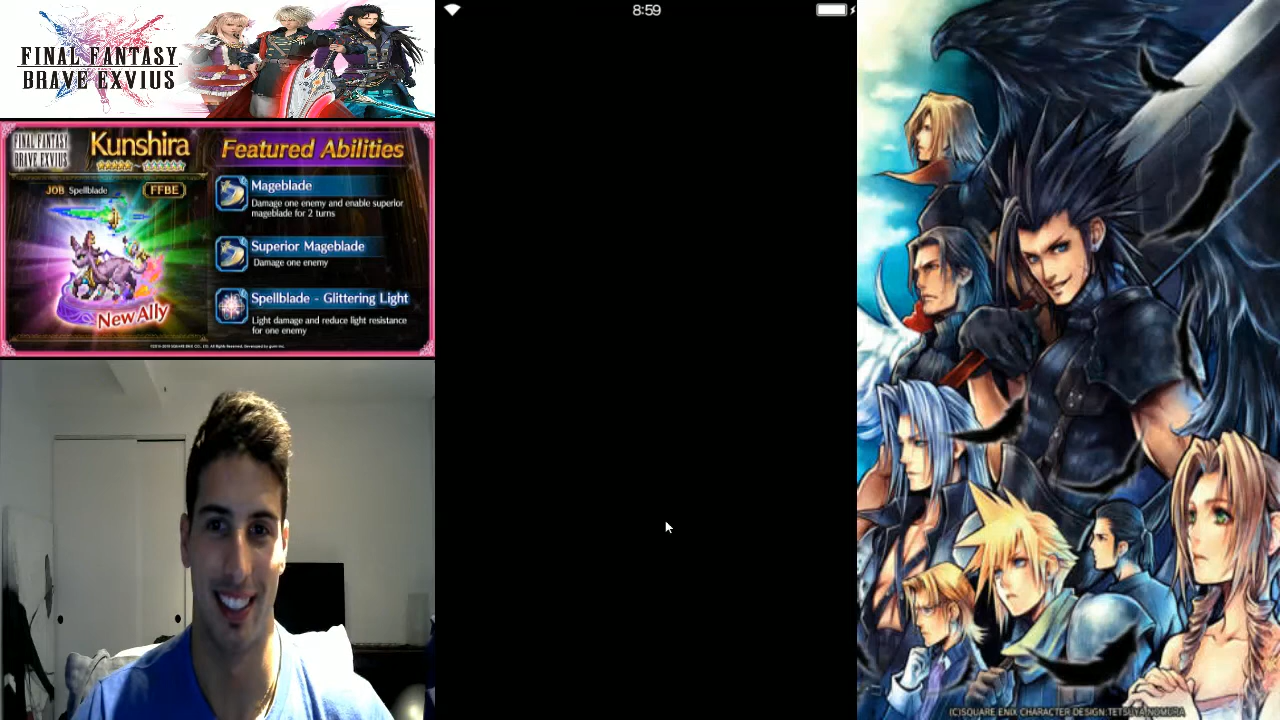 FINAL FANTASY
BRAVE EXVIUS
8:59
FINAL FANTASY
BRAVE EXVIUS
Kunshira
Featured Abilities
JOB Spellblade
FFBE
Mageblade
Damage one enemy and enable superior
mageblade for 2 turns
Superior Mageblade
Damage one enemy
Spellblade - Glittering Light
Light damage and reduce light resistance
for one enemy
New Ally
(C)SQUARE ENIX CHARACTER DESIGN:TETSUYA NOMURA